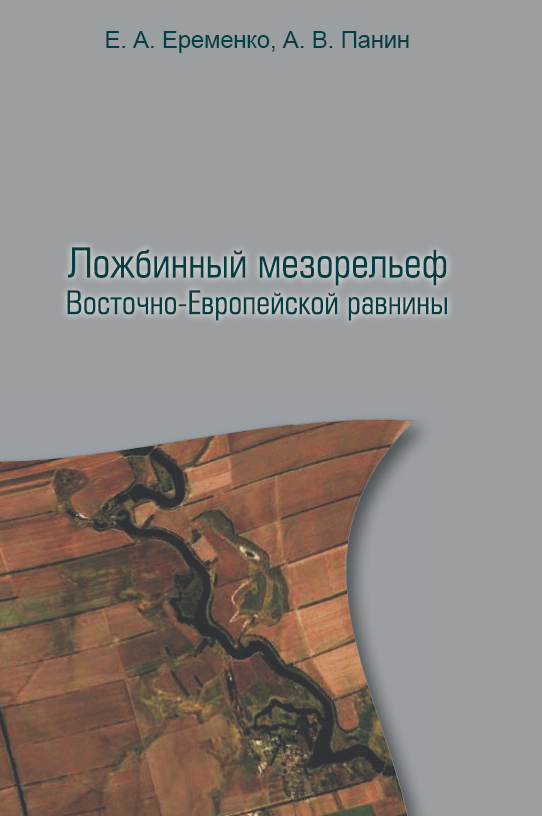 Е. А. Еременко, А. В. Панин
Ложбинный мезорельеф
Восточно-Европейской равнины